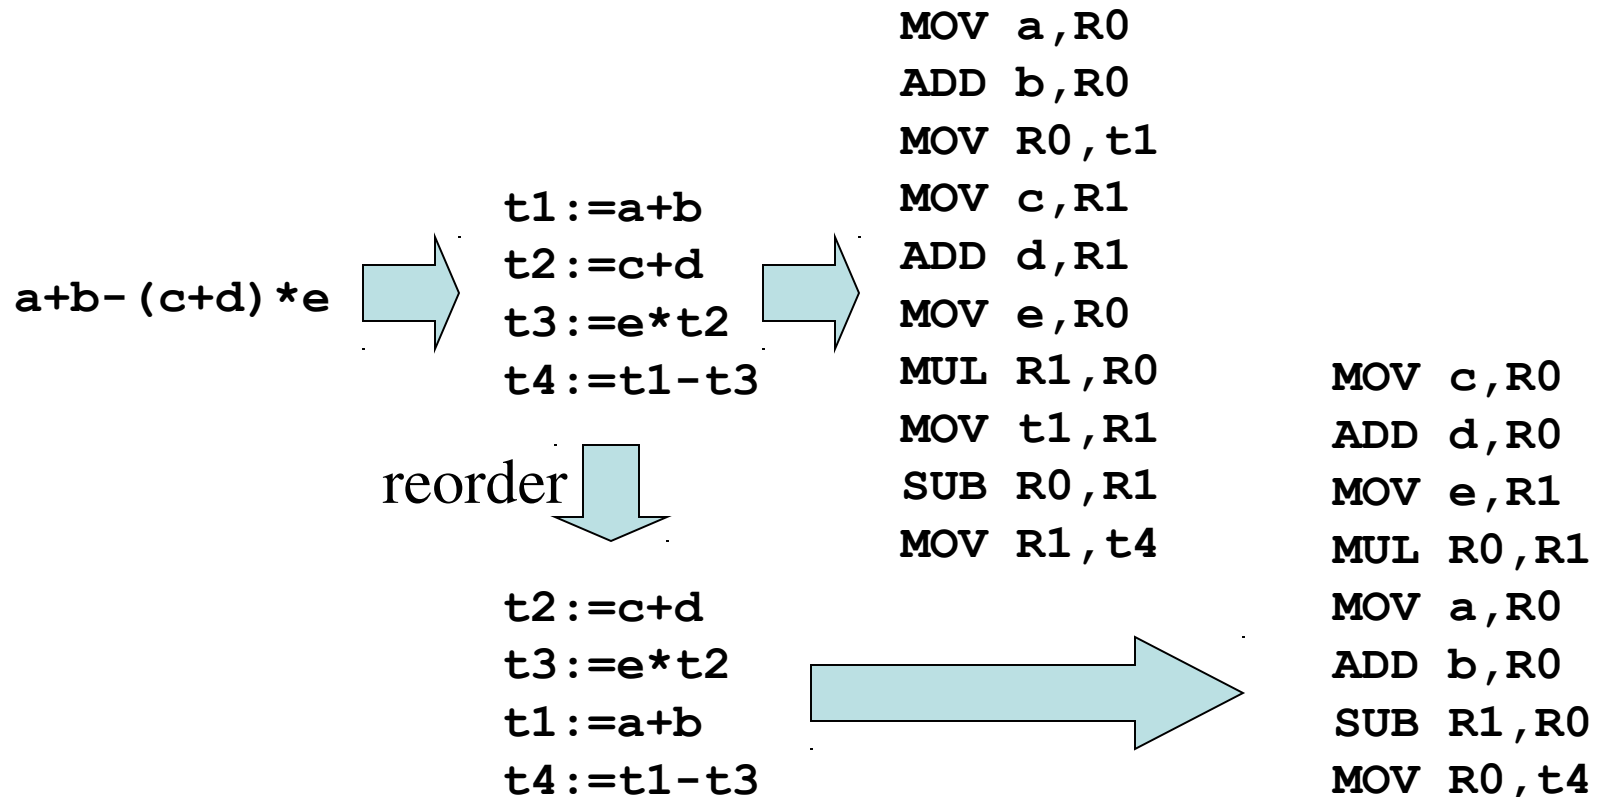 a+b-(c+d)*e
t1:=a+b
t2:=c+d
t3:=e*t2
t4:=t1-t3
MOV a,R0
ADD b,R0
MOV R0,t1
MOV c,R1
ADD d,R1
MOV e,R0
MUL R1,R0
MOV t1,R1
SUB R0,R1
MOV R1,t4
reorder
t2:=c+d
t3:=e*t2
t1:=a+b
t4:=t1-t3
MOV c,R0
ADD d,R0
MOV e,R1
MUL R0,R1
MOV a,R0
ADD b,R0
SUB R1,R0
MOV R0,t4